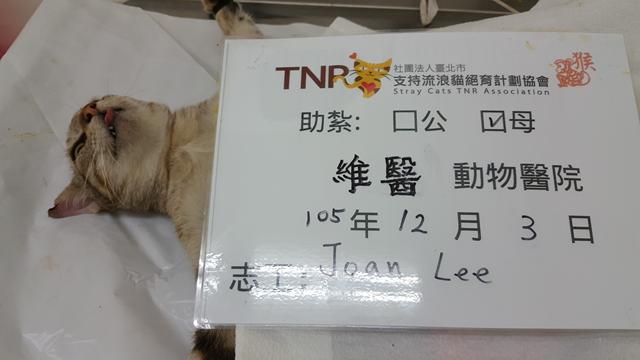 TNR 社團法人臺北市
支持流浪貓絕育計劃協會
Stray Cats TNR Association
猴
助紮: □公 ☑母
維醫 動物醫院
105年 12 月 3 日
志工: Joan Lee